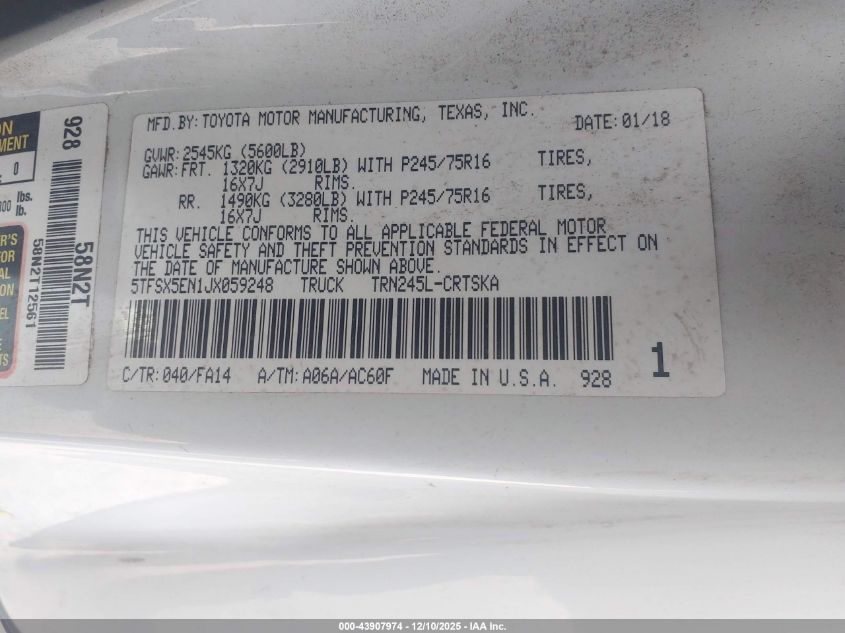 MFD.BY:TOYOTA MOTOR MANUFACTURING, TEXAS, INC.
DATE:01/18
GVWR:2545KG (5600LB)
GAWR:FRT. 1320KG (2910LB) WITH P245/75R16 TIRES,
16X7J RIMS.
RR. 1490KG (3280LB) WITH P245/75R16 TIRES,
16X7J RIMS.
THIS VEHICLE CONFORMS TO ALL APPLICABLE FEDERAL MOTOR
VEHICLE SAFETY AND THEFT PREVENTION STANDARDS IN EFFECT ON
THE DATE OF MANUFACTURE SHOWN ABOVE.
5TFSX5EN1JX059248 TRUCK TRN245L-CRTSKA
1
C/TR:040/FA14 A/TM:A06A/AC60F MADE IN U.S.A. 928
928
58N2T
58N2T12561
0
lbs.
lb.
000-43907974 - 12/10/2025 - IAA Inc.